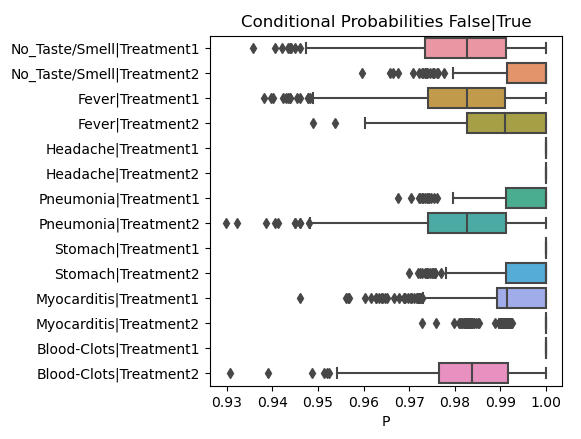 Conditional Probabilities False|True
No_Taste/Smell|Treatment1
No_Taste/Smell|Treatment2
Fever|Treatment1
Fever|Treatment2
Headache|Treatment1
Headache|Treatment2
Pneumonia|Treatment1
Pneumonia|Treatment2
Stomach|Treatment1
Stomach|Treatment2
Myocarditis|Treatment1
Myocarditis|Treatment2
Blood-Clots|Treatment1
Blood-Clots|Treatment2
0.93 0.94 0.95 0.96 0.97 0.98 0.99 1.00
P